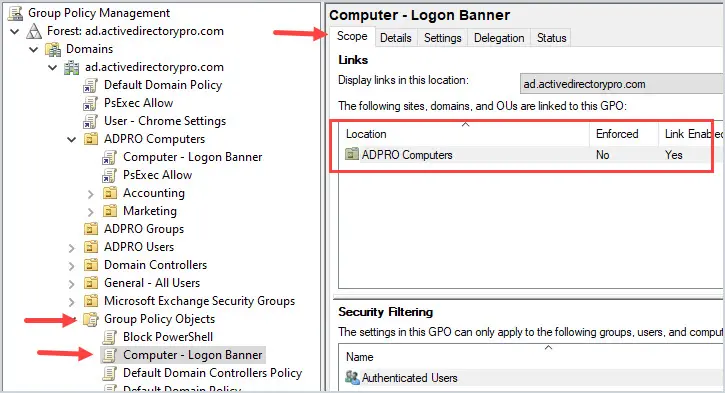 Group Policy Management
Forest: ad.activedirectorypro.com
Domains
ad.activedirectorypro.com
Default Domain Policy
PsExec Allow
User - Chrome Settings
ADPRO Computers
Computer - Logon Banner
PsExec Allow
Accounting
Marketing
ADPRO Groups
ADPRO Users
Domain Controllers
General - All Users
Microsoft Exchange Security Groups
Group Policy Objects
Block PowerShell
Computer - Logon Banner
Default Domain Controllers Policy
Default Domain Policy
Computer - Logon Banner
Scope Details Settings Delegation Status
Links
Display links in this location: ad.activedirectorypro.com
The following sites, domains, and OUs are linked to this GPO:
Location Enforced Link Enabled
ADPRO Computers No Yes
Security Filtering
The settings in this GPO can only apply to the following groups, users, and comput
Name
Authenticated Users